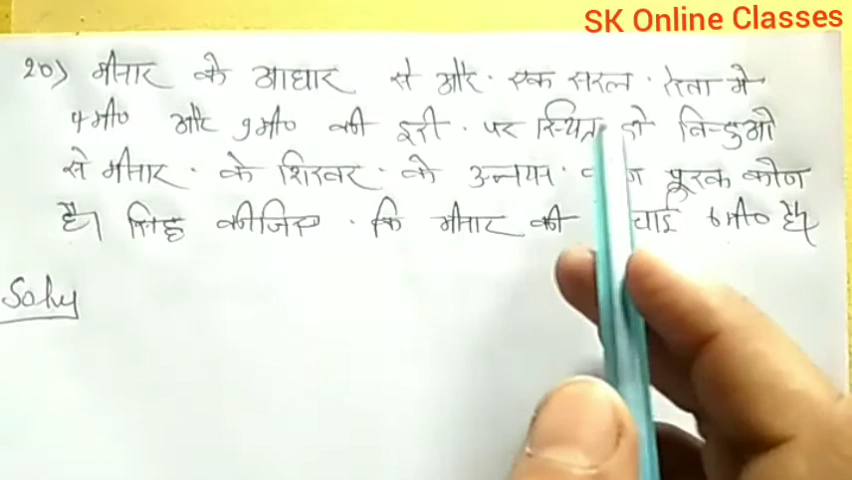 SK Online Classes
20) मीनार के आधार से और एक सरल रेखा में
4मी० और 9मी० की दूरी पर स्थित दो बिन्दुओ
से मीनार के शिखर के उन्नयन पूरक कोण
है। सिद्ध कीजिए कि मीनार की 6मी० है।
Soln